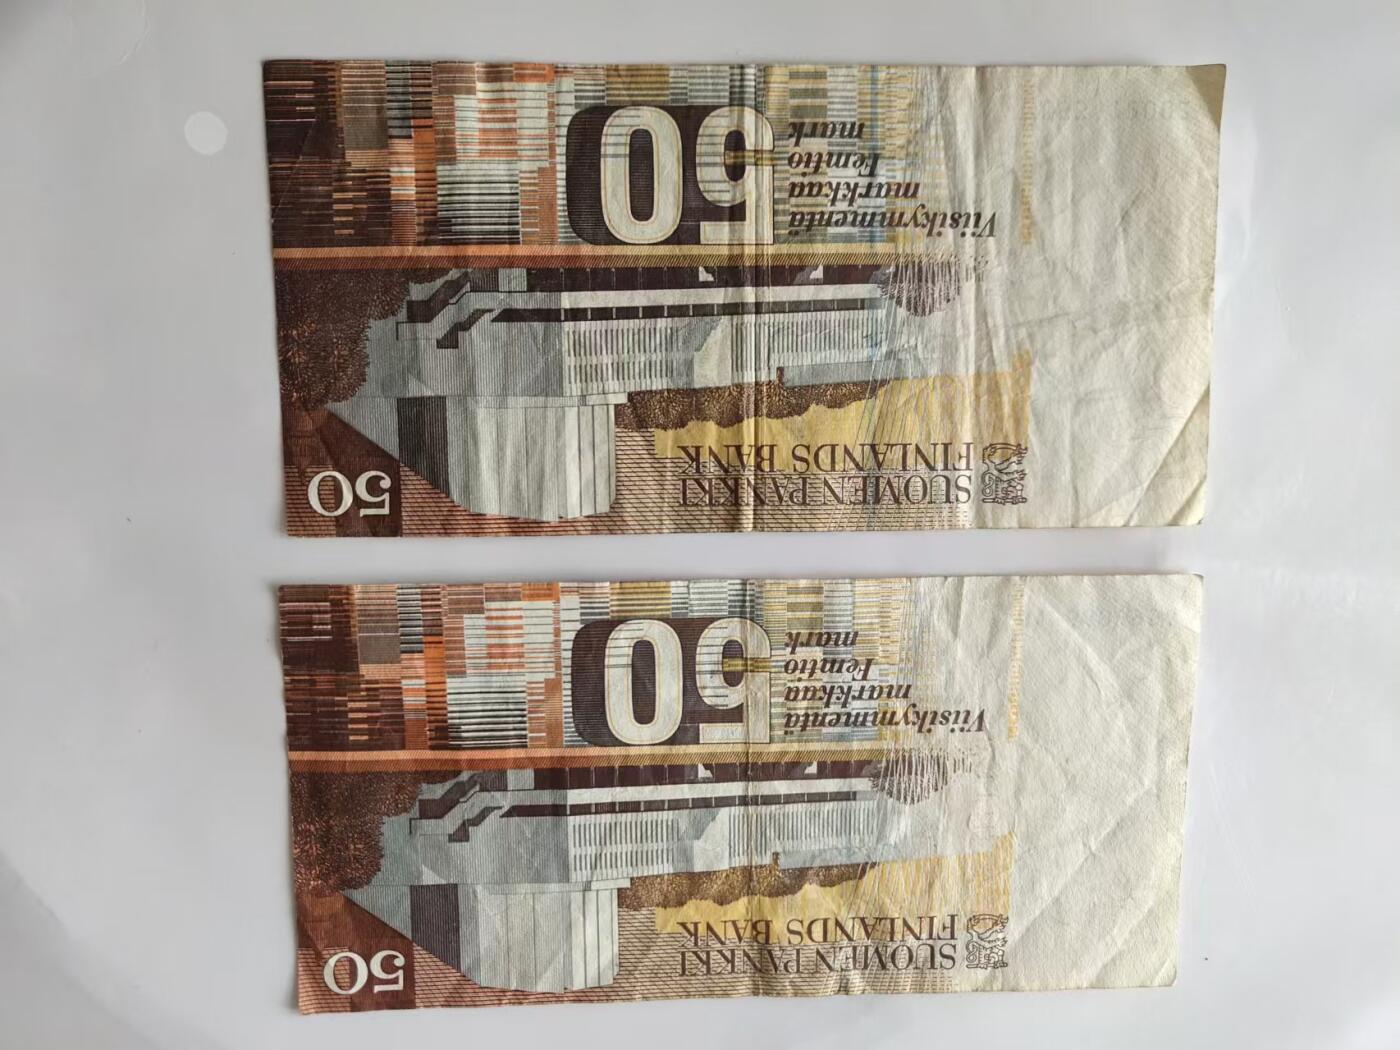 SUOMEN PANKKI
FINLANDS BANK
50
Viisikymmentä
markkaa
Femtio
mark
50
SUOMEN PANKKI
FINLANDS BANK
50
Viisikymmentä
markkaa
Femtio
mark
50